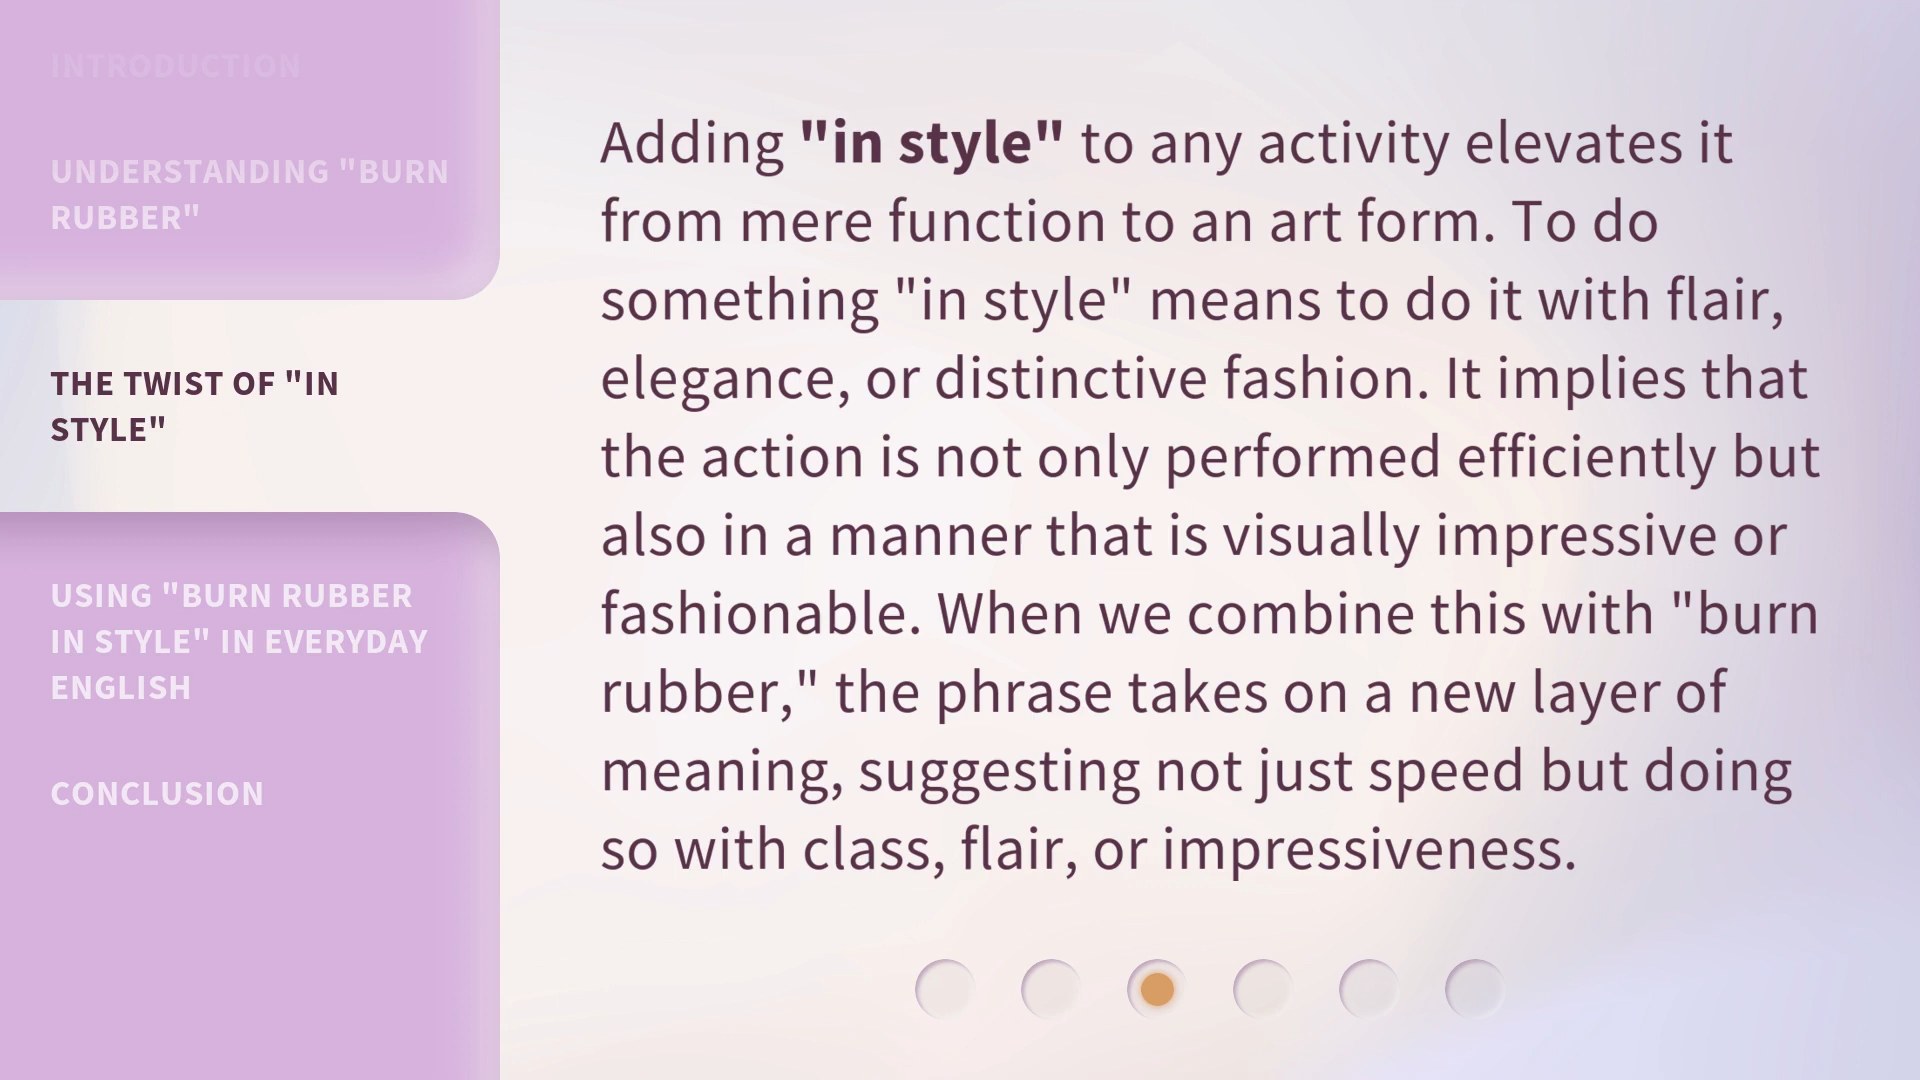 INTRODUCTION
UNDERSTANDING "BURN
RUBBER"
THE TWIST OF "IN
STYLE"
USING "BURN RUBBER
IN STYLE" IN EVERYDAY
ENGLISH
CONCLUSION
Adding "in style" to any activity elevates it
from mere function to an art form. To do
something "in style" means to do it with flair,
elegance, or distinctive fashion. It implies that
the action is not only performed efficiently but
also in a manner that is visually impressive or
fashionable. When we combine this with "burn
rubber," the phrase takes on a new layer of
meaning, suggesting not just speed but doing
so with class, flair, or impressiveness.